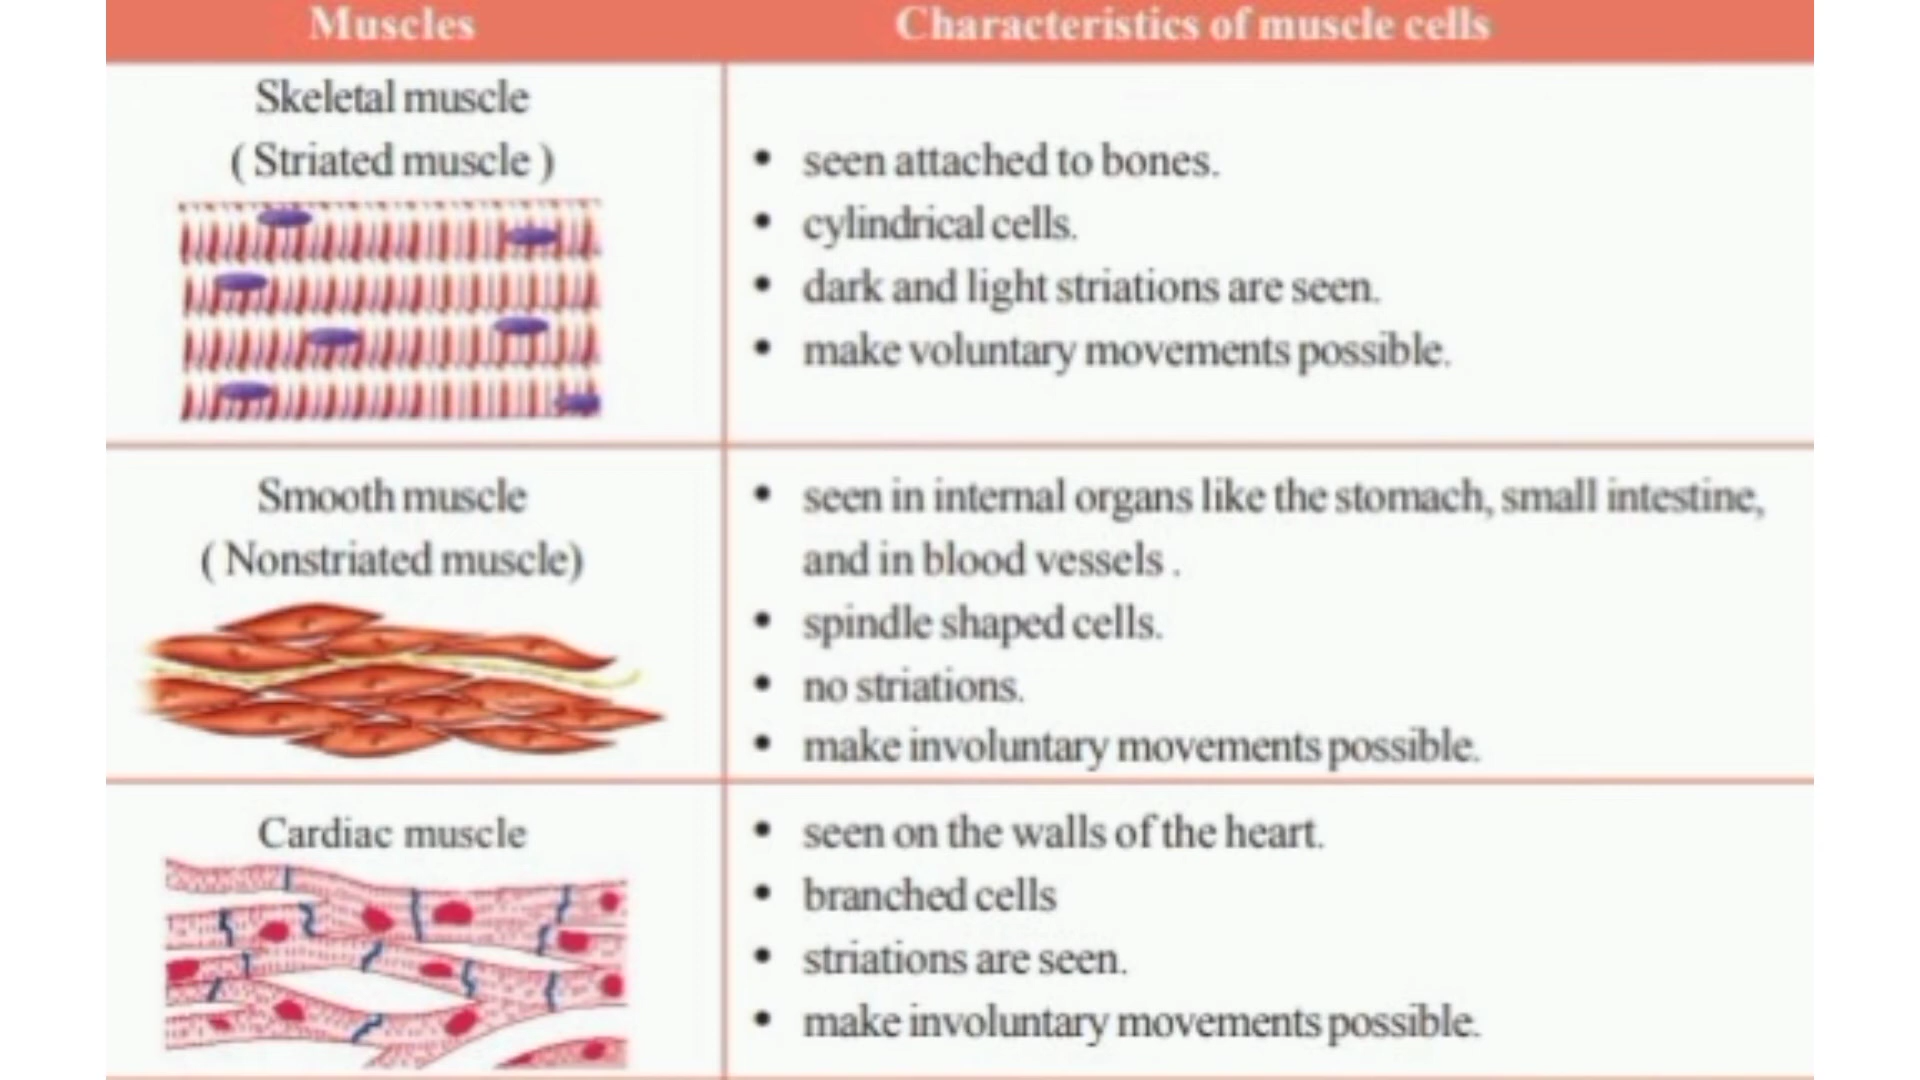 Muscles
Characteristics of muscle cells
Skeletal muscle
( Striated muscle )
• seen attached to bones.
• cylindrical cells.
• dark and light striations are seen.
• make voluntary movements possible.
Smooth muscle
( Nonstriated muscle)
• seen in internal organs like the stomach, small intestine,
and in blood vessels .
• spindle shaped cells.
• no striations.
• make involuntary movements possible.
Cardiac muscle
• seen on the walls of the heart.
• branched cells
• striations are seen.
• make involuntary movements possible.